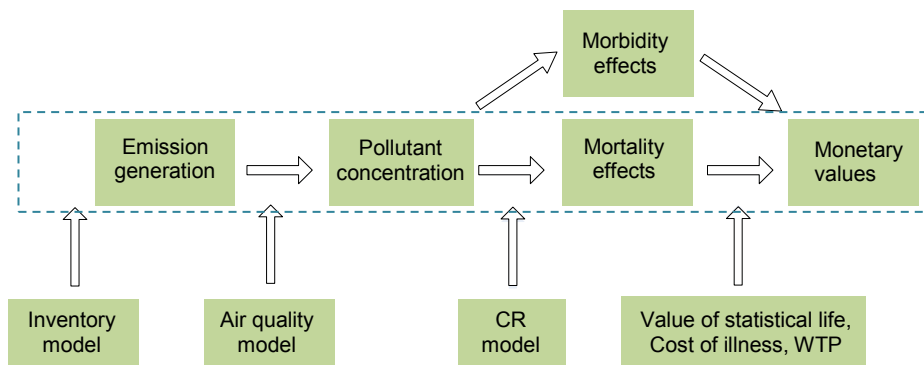 Morbidity
effects
Emission
generation
Pollutant
concentration
Mortality
effects
Monetary
values
Inventory
model
Air quality
model
CR
model
Value of statistical life,
Cost of illness, WTP